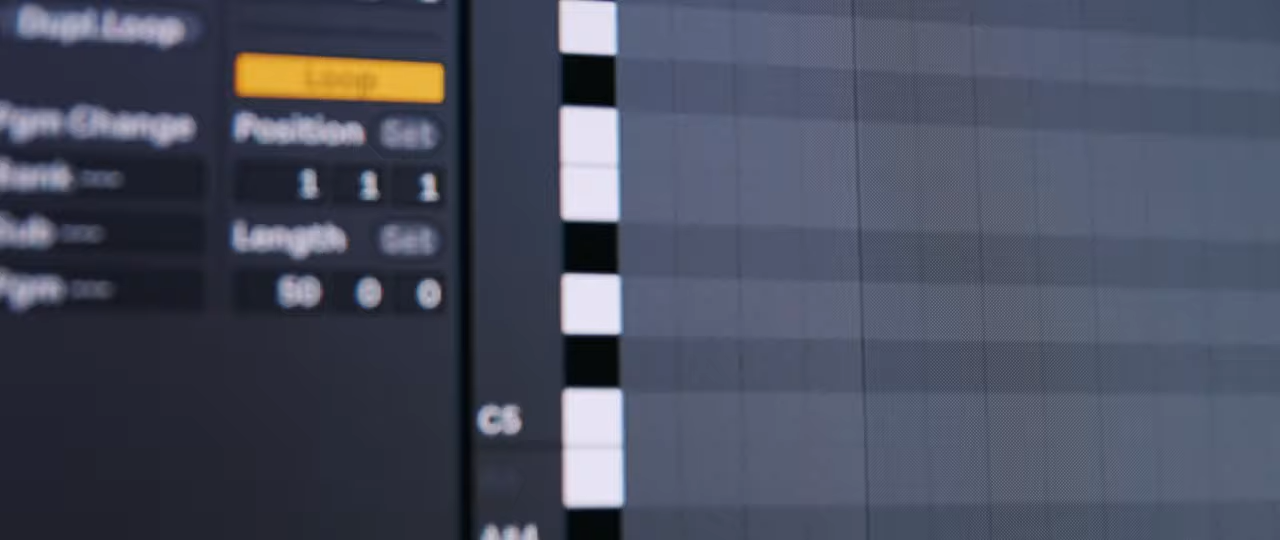 Dupl.Loop
Loop
Pgm Change
Position Set
Bank ---
1 1 1
Sub ---
Length Set
Pgm ---
50 0 0
C5
A#4